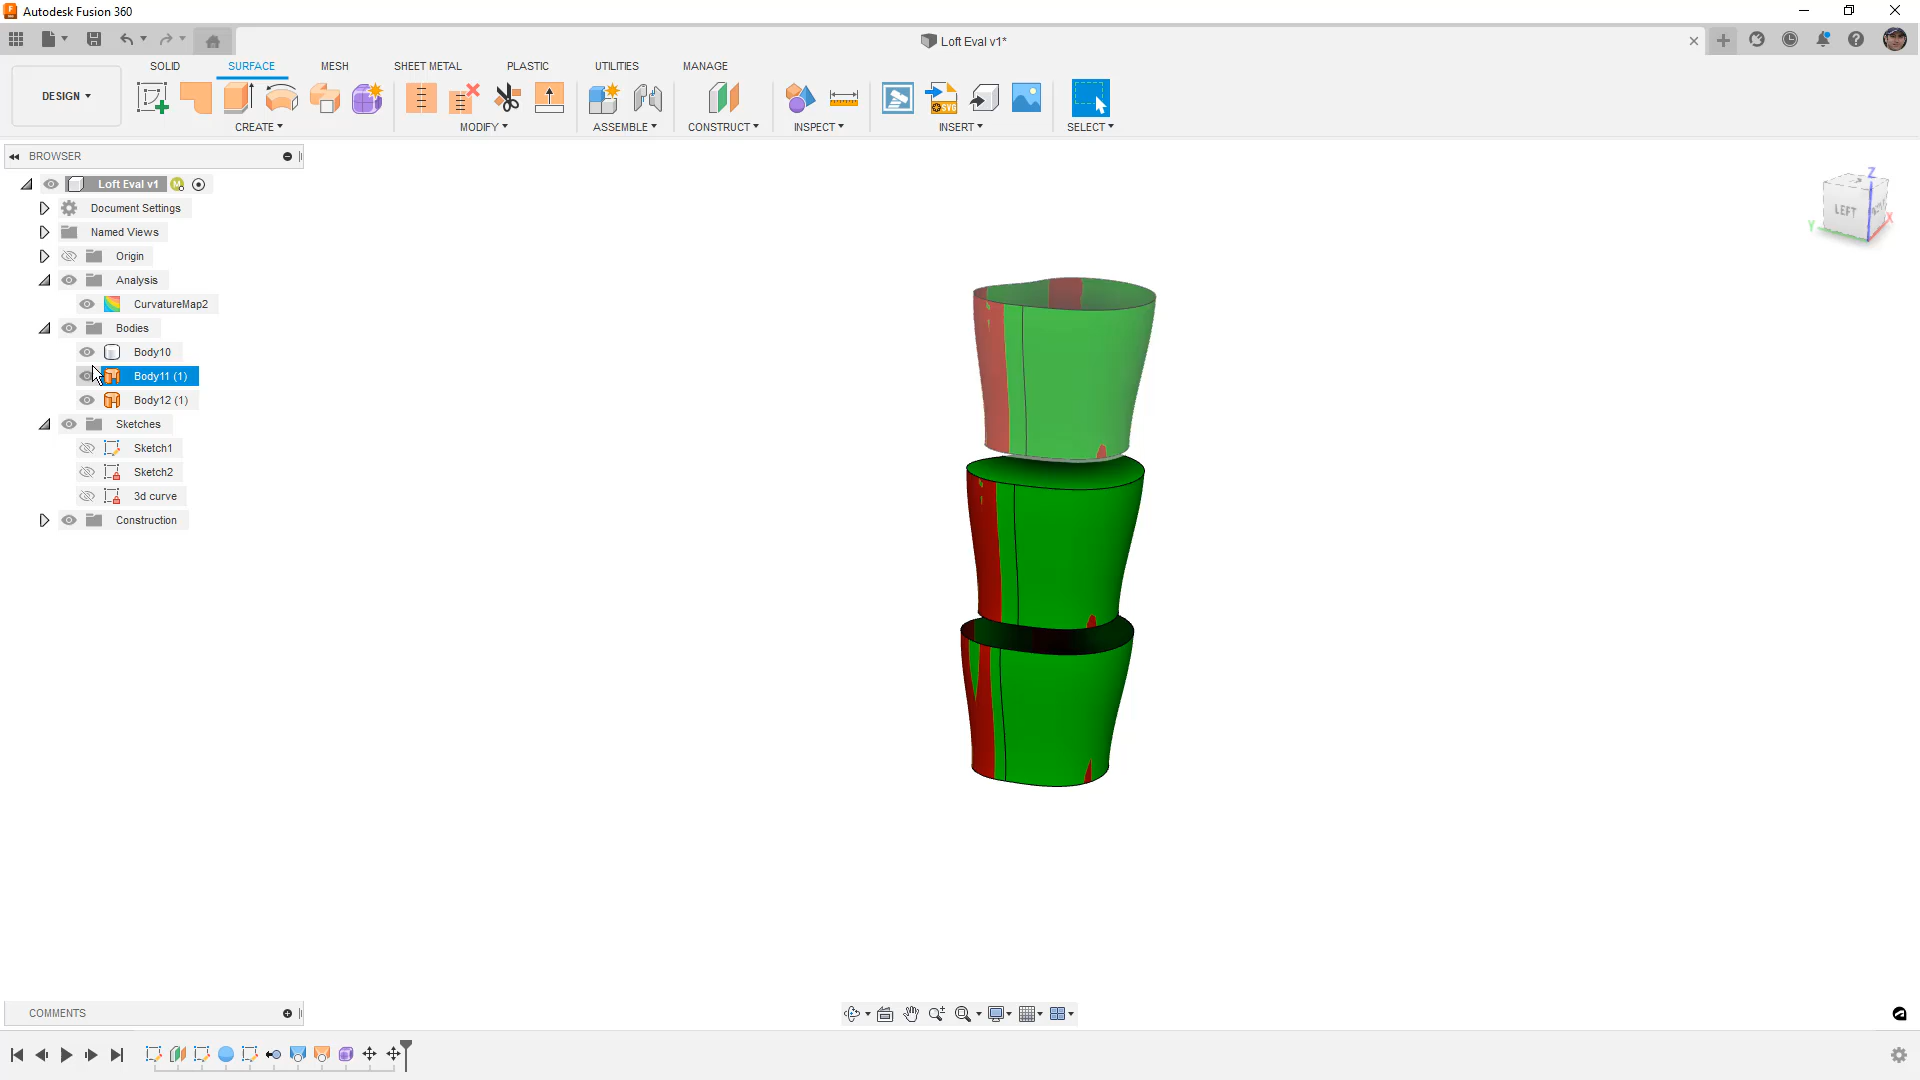 Autodesk Fusion 360
Loft Eval v1*
DESIGN
SOLID SURFACE MESH SHEET METAL PLASTIC UTILITIES MANAGE
CREATE MODIFY ASSEMBLE CONSTRUCT INSPECT INSERT SELECT
SVG
BROWSER
Loft Eval v1
Document Settings
Named Views
Origin
Analysis
CurvatureMap2
Bodies
Body10
Body11 (1)
Body12 (1)
Sketches
Sketch1
Sketch2
3d curve
Construction
Z
LEFT
Y
X
COMMENTS